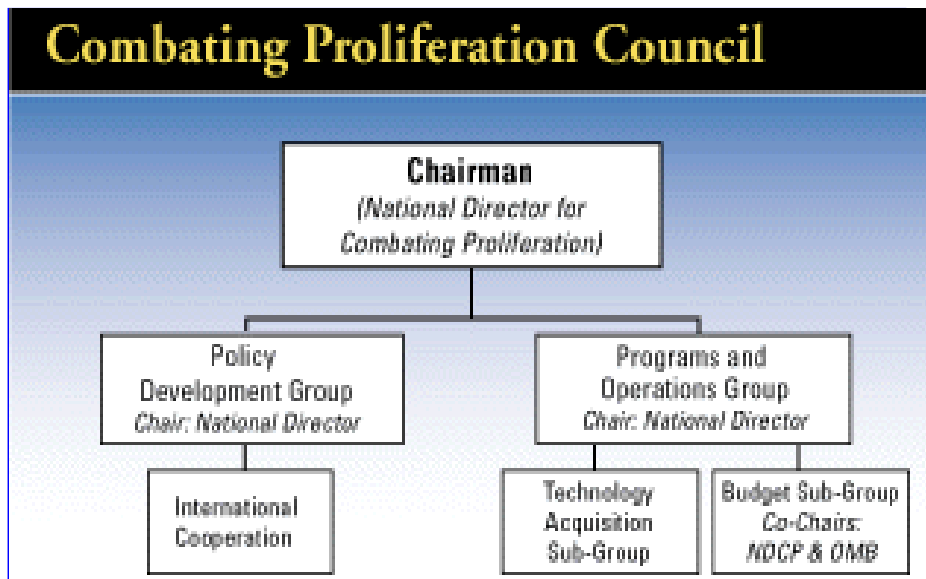 Combating Proliferation Council
Chairman
(National Director for
Combating Proliferation)
Policy
Development Group
Chair: National Director
Programs and
Operations Group
Chair: National Director
International
Cooperation
Technology
Acquisition
Sub-Group
Budget Sub-Group
Co-Chairs:
NDCP & OMB